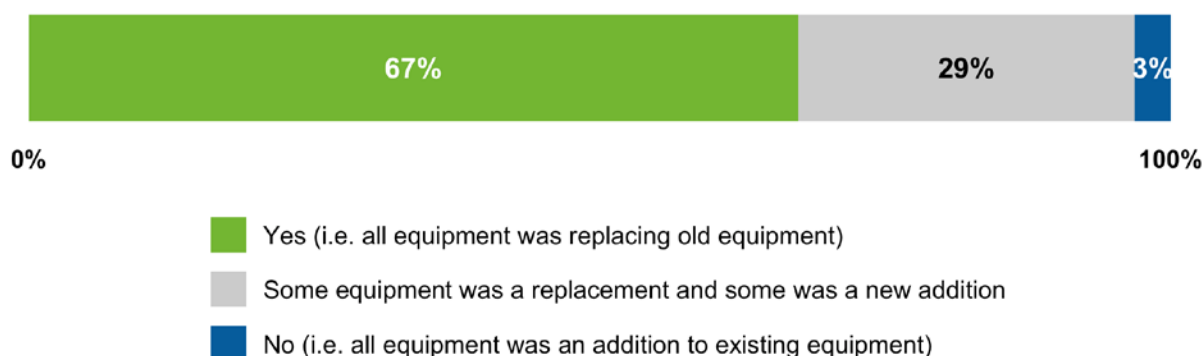 67%
29%
3%
0%
100%
Yes (i.e. all equipment was replacing old equipment)
Some equipment was a replacement and some was a new addition
No (i.e. all equipment was an addition to existing equipment)